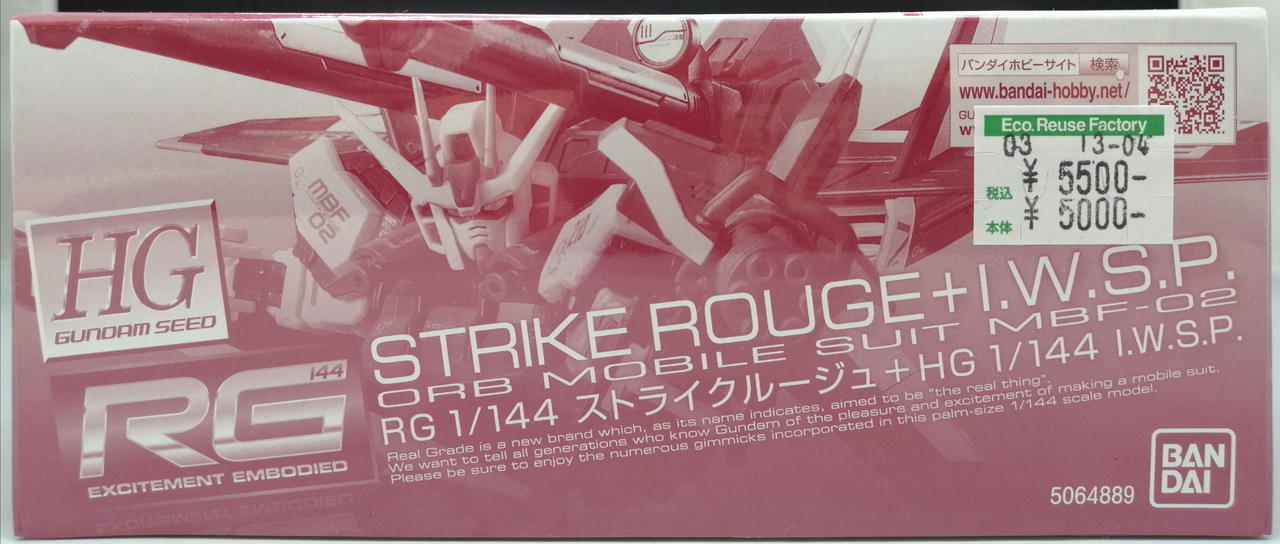 バンダイホビーサイト 検索
www.bandai-hobby.net/
GU
Eco.Reuse Factory
03 13-04
税込 ¥ 5500-
本体 ¥ 5000-
MBF
02
HG
GUNDAM SEED
RG 144
EXCITEMENT EMBODIED
STRIKE ROUGE+I.W.S.P.
ORB MOBILE SUIT MBF-02
RG 1/144 ストライクルージュ+HG 1/144 I.W.S.P.
Real Grade is a new brand which, as its name indicates, aimed to be "the real thing".
We want to tell all generations who know Gundam of the pleasure and excitement of making a mobile suit.
Please be sure to enjoy the numerous gimmicks incorporated in this palm-size 1/144 scale model.
5064889
BAN
DAI